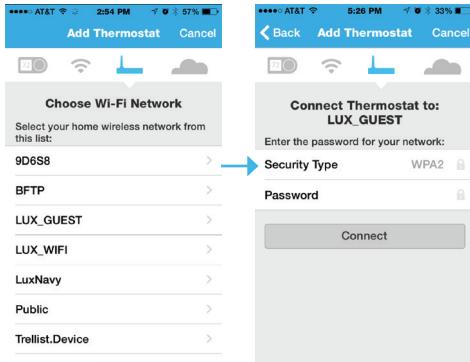 AT&T 2:54 PM 57%
Add Thermostat Cancel
72
Choose Wi-Fi Network
Select your home wireless network from
this list:
9D6S8
BFTP
LUX_GUEST
LUX_WIFI
LuxNavy
Public
Trellist.Device
AT&T 5:26 PM 33%
Back Add Thermostat Cancel
72
Connect Thermostat to:
LUX_GUEST
Enter the password for your network:
Security Type WPA2
Password
Connect